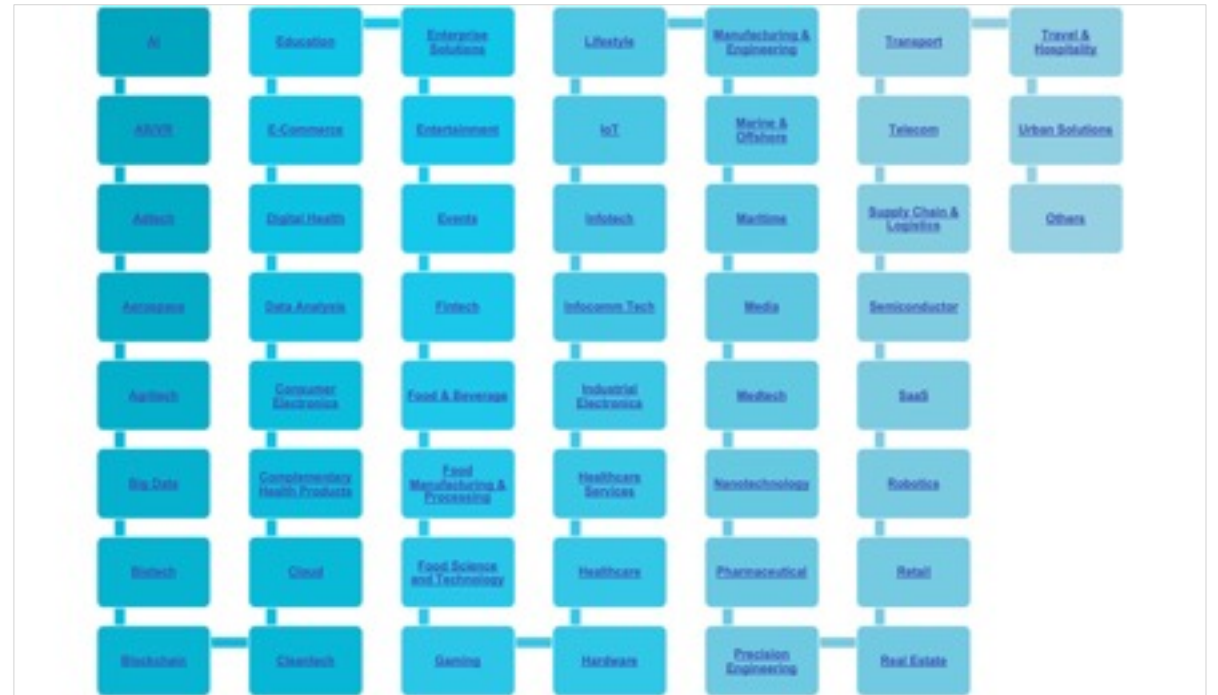 AI
AR/VR
Adtech
Aerospace
Agritech
Big Data
Biotech
Blockchain
Cleantech
Cloud
Complementary
Health Products
Consumer
Electronics
Data Analysis
Digital Health
E-Commerce
Education
Enterprise
Solutions
Entertainment
Events
Fintech
Food & Beverage
Food
Manufacturing &
Processing
Food Science
and Technology
Gaming
Hardware
Healthcare
Healthcare
Services
Industrial
Electronics
Infocomm Tech
Infotech
IoT
Lifestyle
Manufacturing &
Engineering
Marine &
Offshore
Maritime
Media
Medtech
Nanotechnology
Pharmaceutical
Precision
Engineering
Real Estate
Retail
Robotics
SaaS
Semiconductor
Supply Chain &
Logistics
Telecom
Transport
Travel &
Hospitality
Urban Solutions
Others